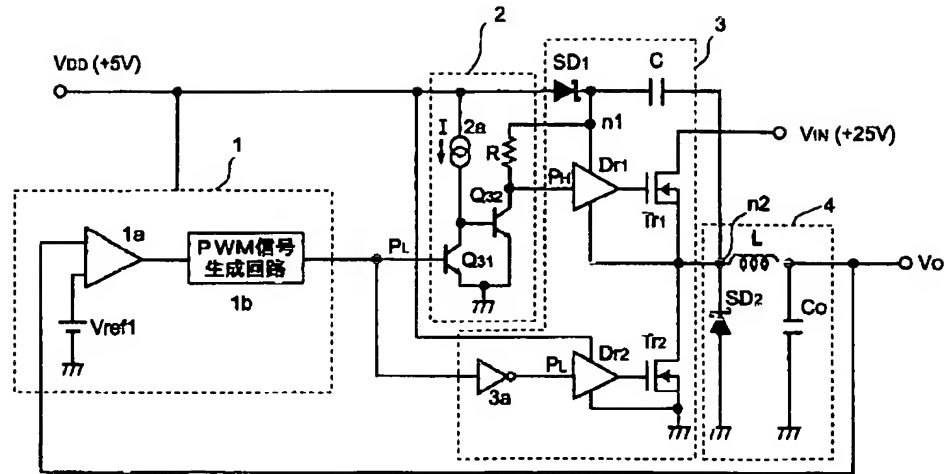 2
3
VDD (+5V)
SD1
C
I
2a
n1
VIN (+25V)
R
1
PH
Dr1
Q32
Tr1
n2
4
L
1a
PWM信号
生成回路
PL
Q31
VO
SD2
1b
Vref1
Co
Dr2
Tr2
PL
3a